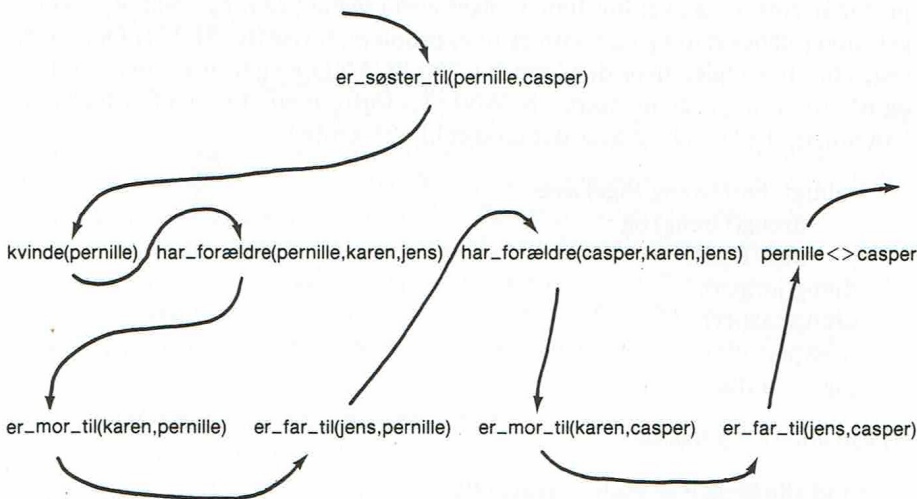 er_søster_til(pernille,casper)
kvinde(pernille) har_forældre(pernille,karen,jens) har_forældre(casper,karen,jens) pernille<>casper
er_mor_til(karen,pernille) er_far_til(jens,pernille) er_mor_til(karen,casper) er_far_til(jens,casper)